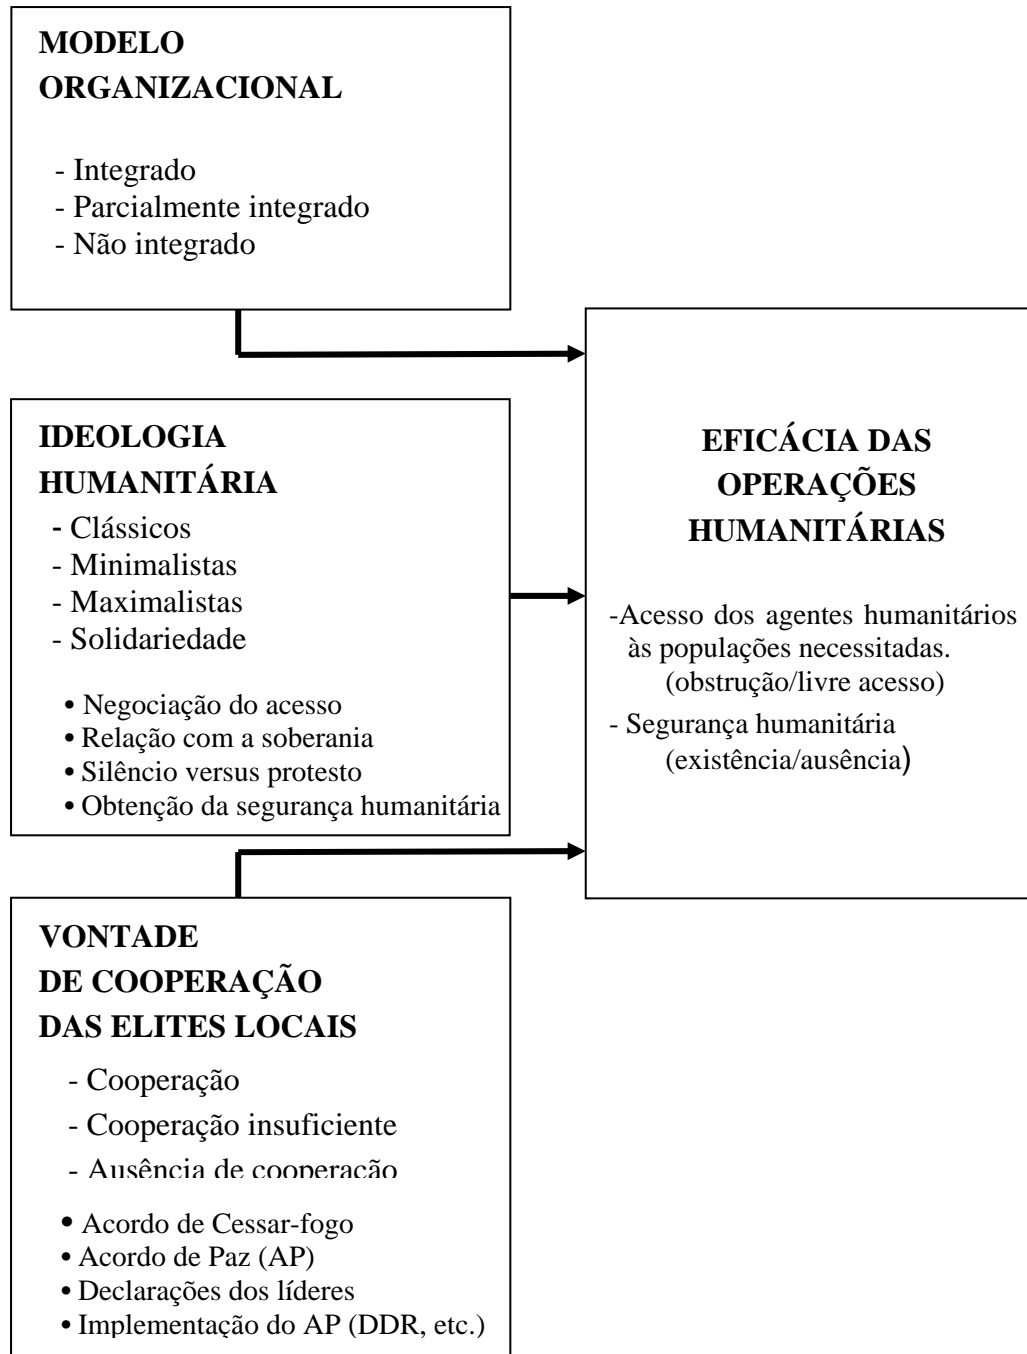 MODELO
ORGANIZACIONAL
- Integrado
- Parcialmente integrado
- Não integrado
IDEOLOGIA
HUMANITÁRIA
- Clássicos
- Minimalistas
- Maximalistas
- Solidariedade
• Negociação do acesso
• Relação com a soberania
• Silêncio versus protesto
• Obtenção da segurança humanitária
VONTADE
DE COOPERAÇÃO
DAS ELITES LOCAIS
- Cooperação
- Cooperação insuficiente
- Ausência de cooperação
• Acordo de Cessar-fogo
• Acordo de Paz (AP)
• Declarações dos líderes
• Implementação do AP (DDR, etc.)
EFICÁCIA DAS
OPERAÇÕES
HUMANITÁRIAS
-Acesso dos agentes humanitários
às populações necessitadas.
(obstrução/livre acesso)
- Segurança humanitária
(existência/ausência)